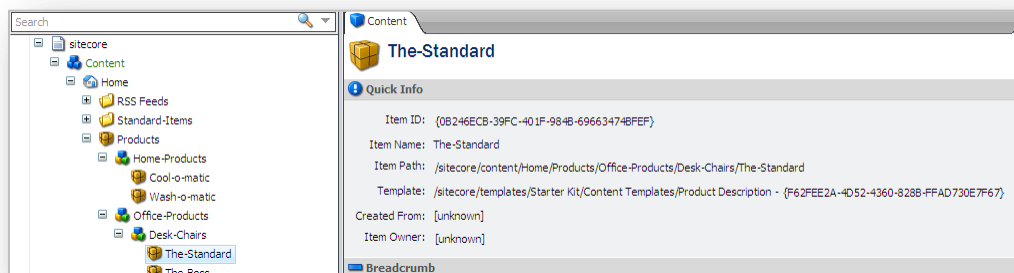 Search
sitecore
Content
Home
RSS Feeds
Standard-Items
Products
Home-Products
Cool-o-matic
Wash-o-matic
Office-Products
Desk-Chairs
The-Standard
The-Boss
Content
The-Standard
Quick Info
Item ID: {0B246ECB-39FC-401F-984B-69663474BFEF}
Item Name: The-Standard
Item Path: /sitecore/content/Home/Products/Office-Products/Desk-Chairs/The-Standard
Template: /sitecore/templates/Starter Kit/Content Templates/Product Description - {F62FEE2A-4D52-4360-828B-FFAD730E7F67}
Created From: [unknown]
Item Owner: [unknown]
Breadcrumb